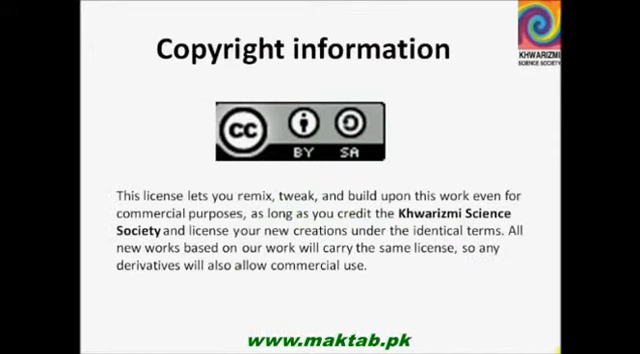 Copyright information
KHWARIZMI
SCIENCE SOCIETY
cc
BY SA
This license lets you remix, tweak, and build upon this work even for
commercial purposes, as long as you credit the Khwarizmi Science
Society and license your new creations under the identical terms. All
new works based on our work will carry the same license, so any
derivatives will also allow commercial use.
www.maktab.pk